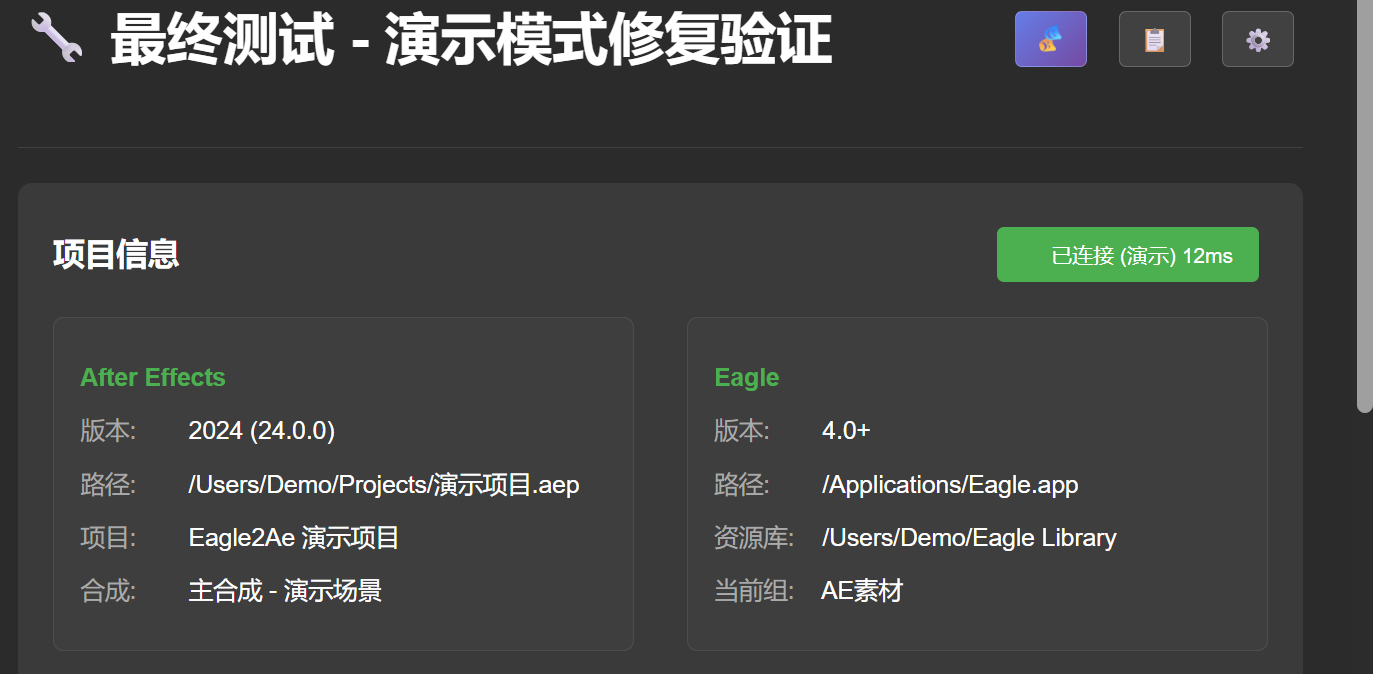 最终测试 - 演示模式修复验证
项目信息
已连接 (演示) 12ms
After Effects
版本: 2024 (24.0.0)
路径: /Users/Demo/Projects/演示项目.aep
项目: Eagle2Ae 演示项目
合成: 主合成 - 演示场景
Eagle
版本: 4.0+
路径: /Applications/Eagle.app
资源库: /Users/Demo/Eagle Library
当前组: AE素材